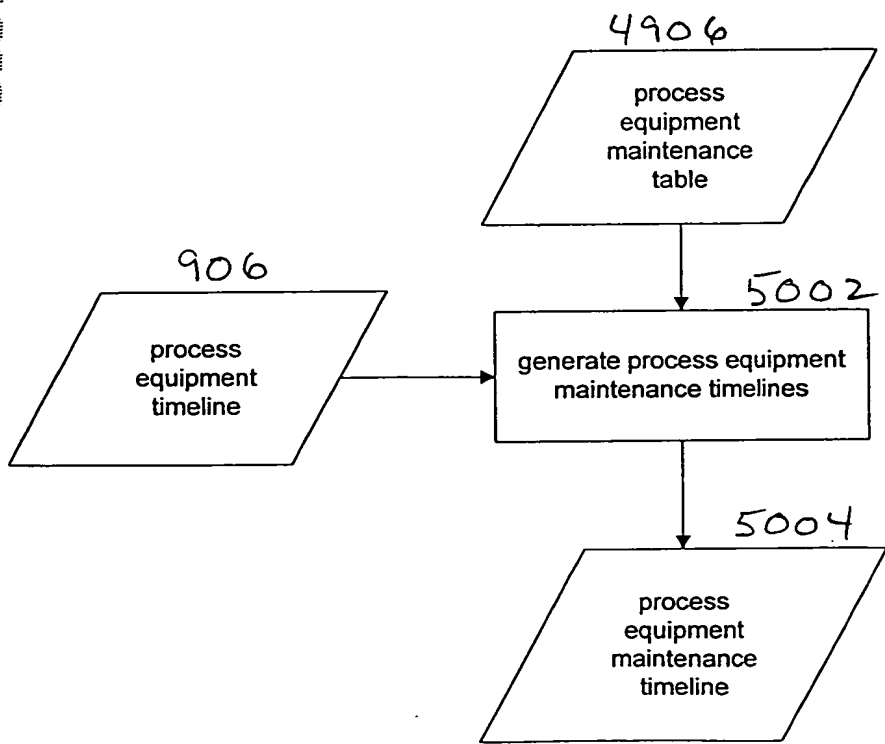 4906
process
equipment
maintenance
table
906
process
equipment
timeline
5002
generate process equipment
maintenance timelines
5004
process
equipment
maintenance
timeline